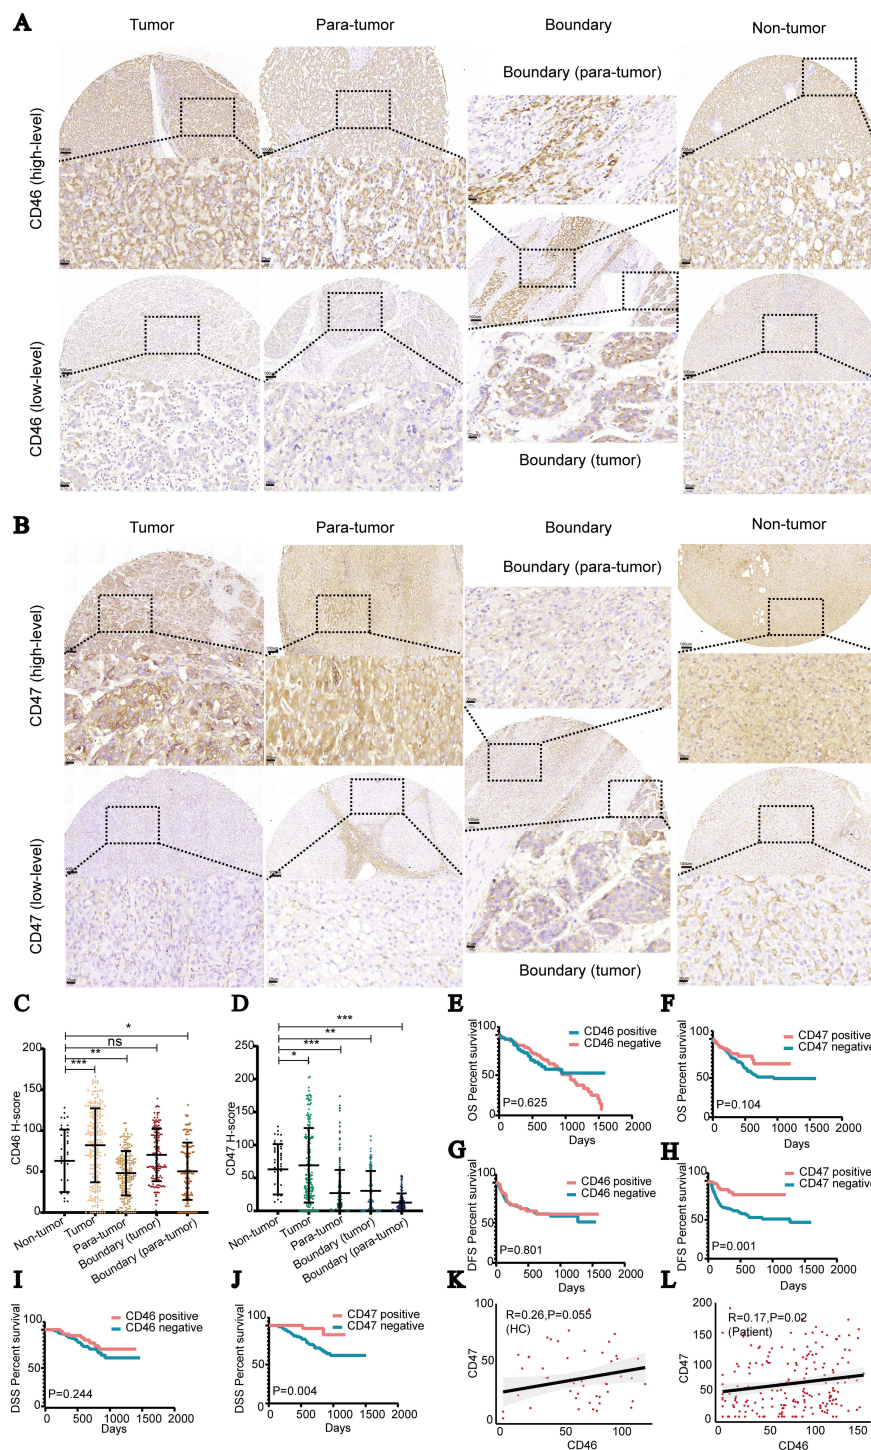 A
Tumor
Para-tumor
Boundary
Non-tumor
Boundary (para-tumor)
CD46 (high-level)
CD46 (low-level)
Boundary (tumor)
B
Tumor
Para-tumor
Boundary
Non-tumor
Boundary (para-tumor)
CD47 (high-level)
CD47 (low-level)
Boundary (tumor)
C
*
ns
**
***
CD46 H-score
200
150
100
50
0
Non-tumor
Tumor
Para-tumor
Boundary (tumor)
Boundary (para-tumor)
D
***
**
***
*
CD47 H-score
250
200
150
100
50
0
Non-tumor
Tumor
Para-tumor
Boundary (tumor)
Boundary (para-tumor)
E
OS Percent survival
100
50
0
CD46 positive
CD46 negative
P=0.625
0 500 1000 1500 2000
Days
F
OS Percent survival
100
50
0
CD47 positive
CD47 negative
P=0.104
0 500 1000 1500 2000
Days
G
DFS Percent survival
100
50
0
CD46 positive
CD46 negative
P=0.801
0 500 1000 1500 2000
Days
H
DFS Percent survival
100
50
0
CD47 positive
CD47 negative
P=0.001
0 500 1000 1500
Days
I
DSS Percent survival
100
50
0
CD46 positive
CD46 negative
P=0.244
0 500 1000 1500 2000
Days
J
DSS Percent survival
100
50
0
CD47 positive
CD47 negative
P=0.004
0 500 1000 1500 2000
Days
K
R=0.26,P=0.055
(HC)
CD47
100
50
0
0 50 100
CD46
L
R=0.17,P=0.02
(Patient)
CD47
200
150
100
50
0
0 50 100 150
CD46